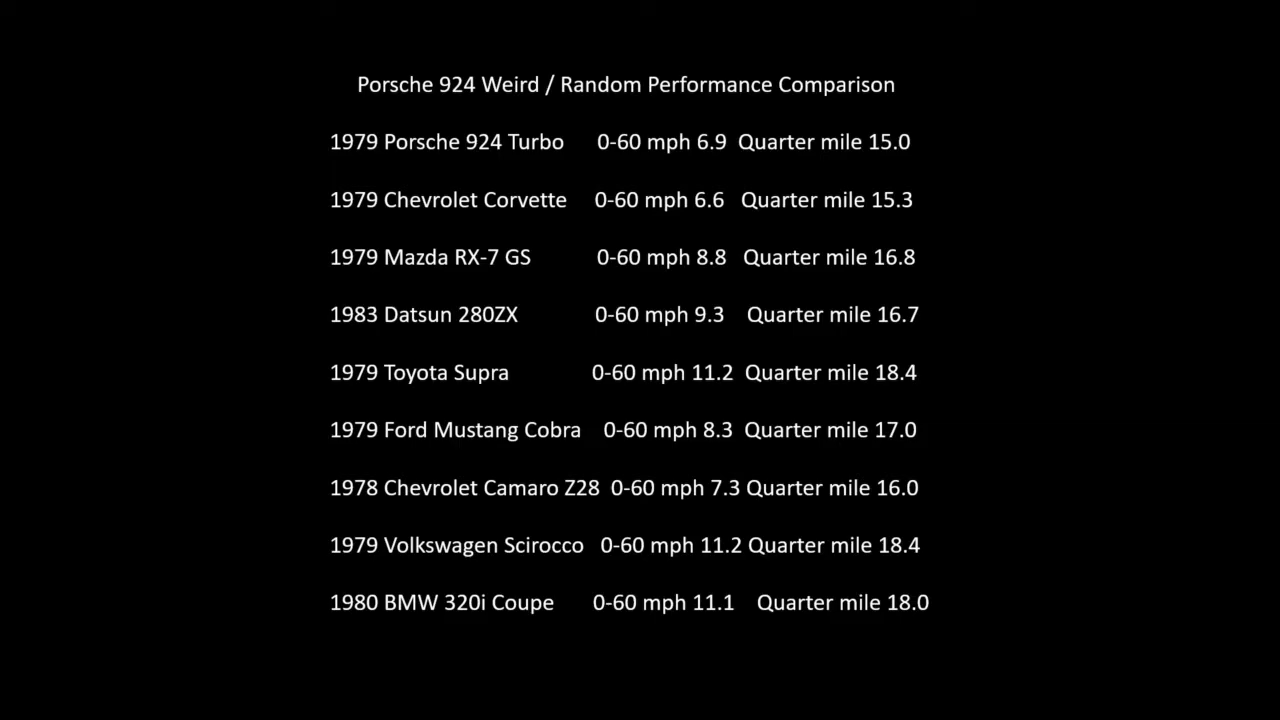 Porsche 924 Weird / Random Performance Comparison
1979 Porsche 924 Turbo 0-60 mph 6.9 Quarter mile 15.0
1979 Chevrolet Corvette 0-60 mph 6.6 Quarter mile 15.3
1979 Mazda RX-7 GS 0-60 mph 8.8 Quarter mile 16.8
1983 Datsun 280ZX 0-60 mph 9.3 Quarter mile 16.7
1979 Toyota Supra 0-60 mph 11.2 Quarter mile 18.4
1979 Ford Mustang Cobra 0-60 mph 8.3 Quarter mile 17.0
1978 Chevrolet Camaro Z28 0-60 mph 7.3 Quarter mile 16.0
1979 Volkswagen Scirocco 0-60 mph 11.2 Quarter mile 18.4
1980 BMW 320i Coupe 0-60 mph 11.1 Quarter mile 18.0